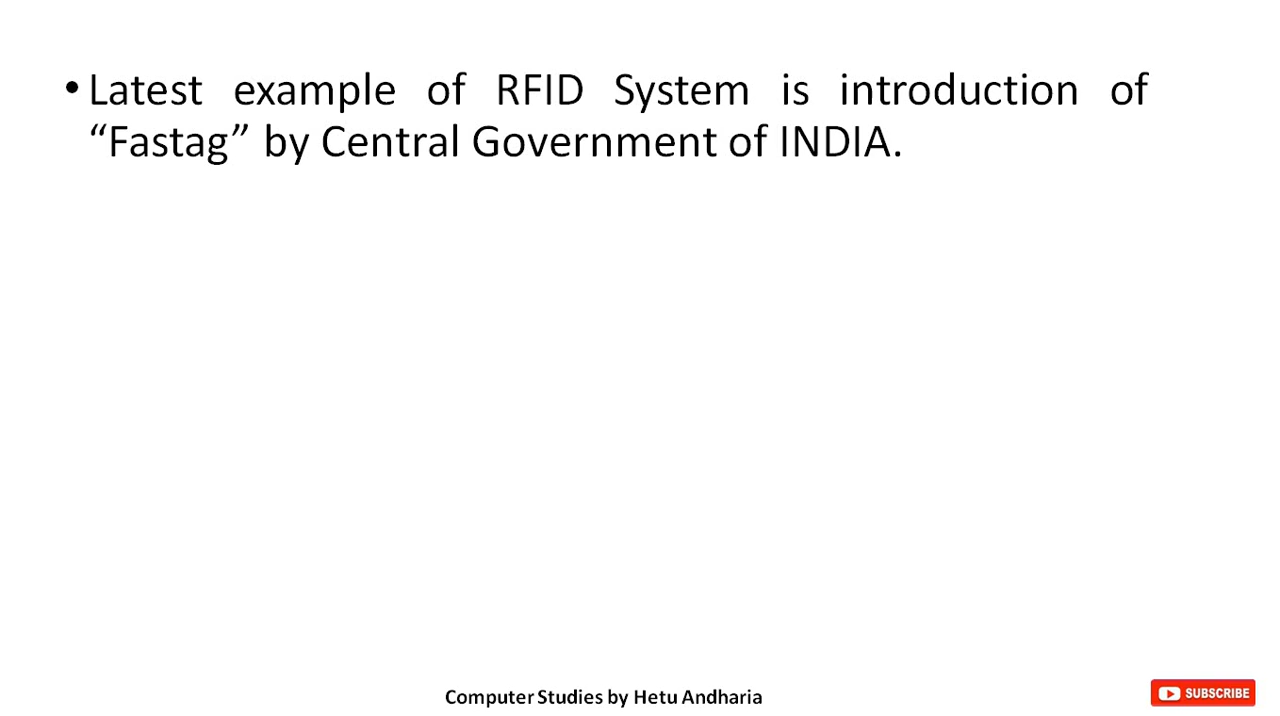 • Latest example of RFID System is introduction of
“Fastag” by Central Government of INDIA.
Computer Studies by Hetu Andharia
SUBSCRIBE